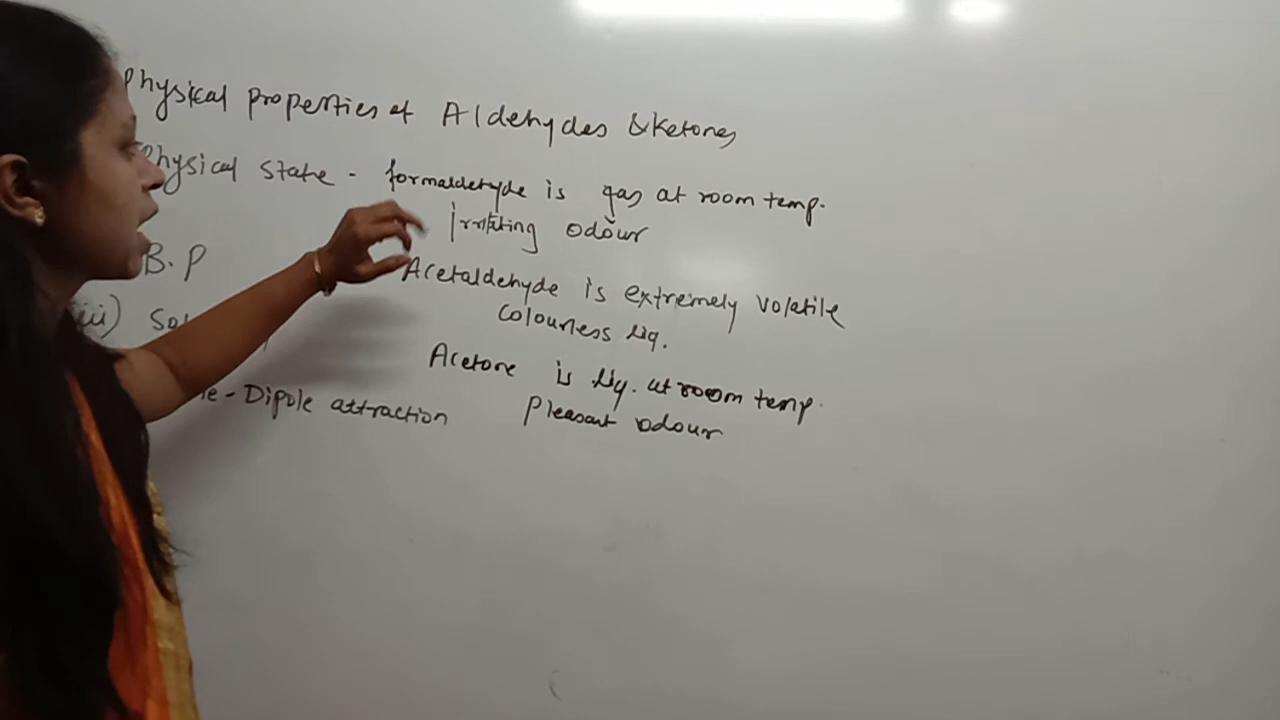 Physical properties of Aldehydes & Ketones
Physical state - formaldehyde is gas at room temp.
Irritating odour
Acetaldehyde is extremely volatile
colourless liq.
Acetone is liq. at room temp.
Pleasant odour
B.P
iii)
- Dipole attraction